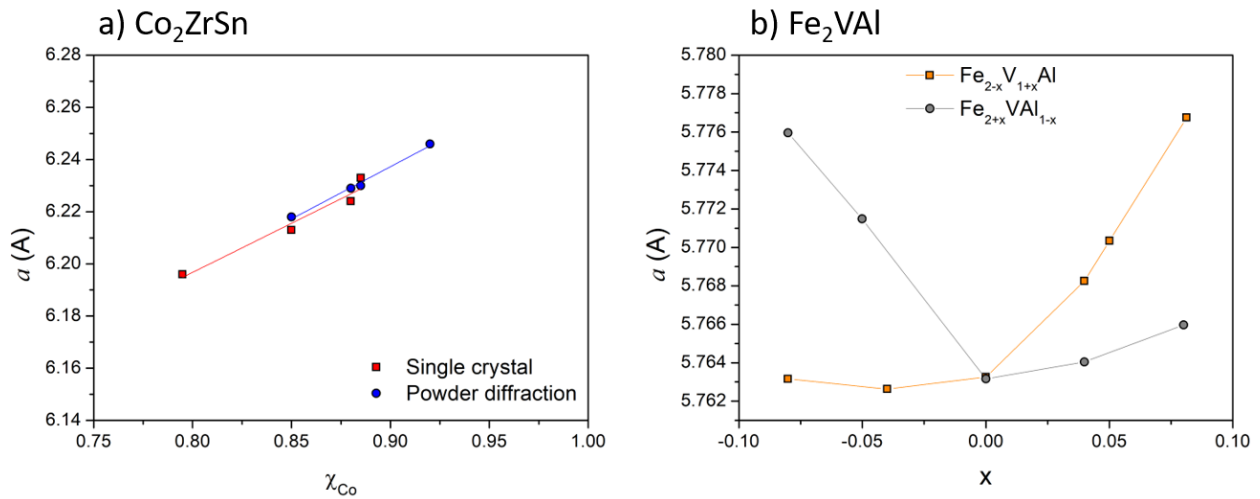 a) Co₂ZrSn
6.28
6.26
6.24
6.22
6.20
6.18
6.16
6.14
a (A)
0.75 0.80 0.85 0.90 0.95 1.00
χCo
Single crystal
Powder diffraction
b) Fe₂VAl
5.780
5.778
5.776
5.774
5.772
5.770
5.768
5.766
5.764
5.762
a (A)
-0.10 -0.05 0.00 0.05 0.10
x
Fe₂₋ₓV₁₊ₓAl
Fe₂₊ₓVAl₁₋ₓ